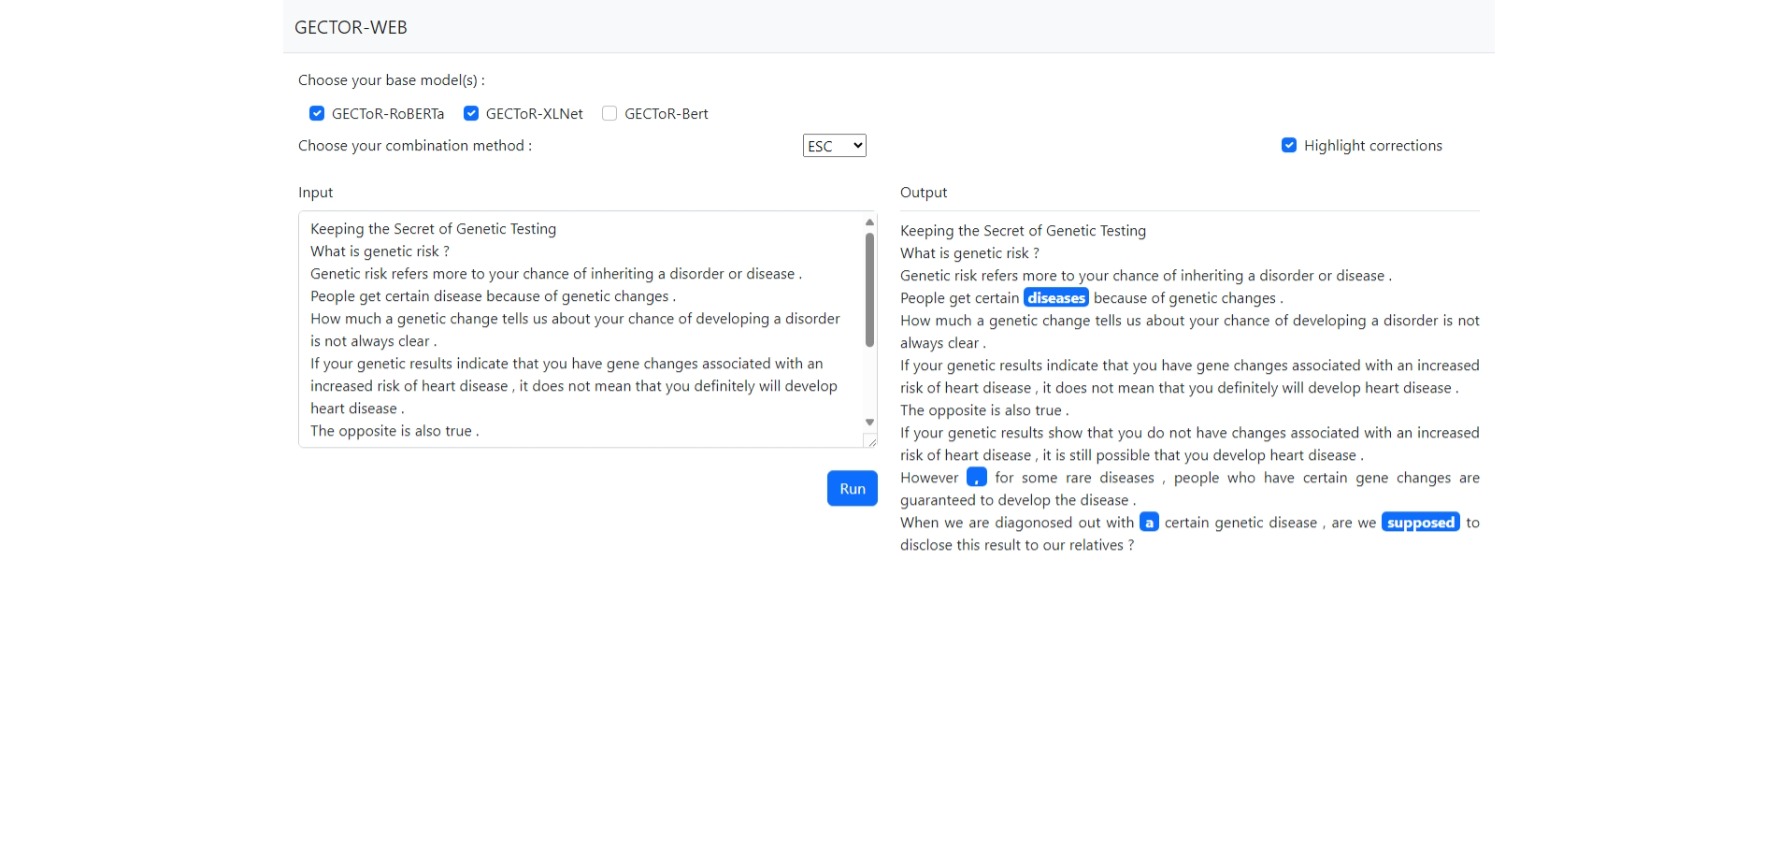 GECTOR-WEB
Choose your base model(s) :
GECToR-RoBERTa GECToR-XLNet GECToR-Bert
Choose your combination method : ESC Highlight corrections
Input
Keeping the Secret of Genetic Testing
What is genetic risk ?
Genetic risk refers more to your chance of inheriting a disorder or disease .
People get certain disease because of genetic changes .
How much a genetic change tells us about your chance of developing a disorder
is not always clear .
If your genetic results indicate that you have gene changes associated with an
increased risk of heart disease , it does not mean that you definitely will develop
heart disease .
The opposite is also true .
Run
Output
Keeping the Secret of Genetic Testing
What is genetic risk ?
Genetic risk refers more to your chance of inheriting a disorder or disease .
People get certain diseases because of genetic changes .
How much a genetic change tells us about your chance of developing a disorder is not
always clear .
If your genetic results indicate that you have gene changes associated with an increased
risk of heart disease , it does not mean that you definitely will develop heart disease .
The opposite is also true .
If your genetic results show that you do not have changes associated with an increased
risk of heart disease , it is still possible that you develop heart disease .
However , for some rare diseases , people who have certain gene changes are
guaranteed to develop the disease .
When we are diagonosed out with a certain genetic disease , are we supposed to
disclose this result to our relatives ?